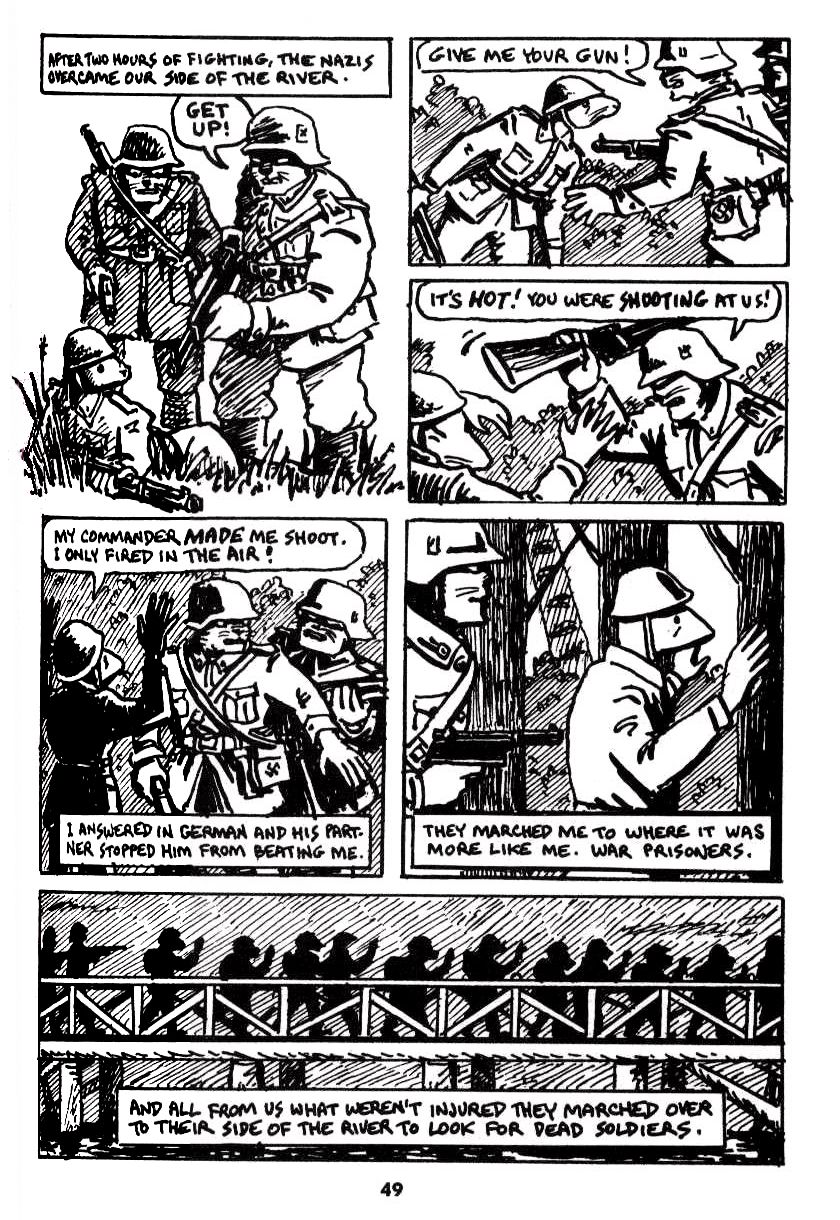 AFTER TWO HOURS OF FIGHTING, THE NAZIS
OVERCAME OUR SIDE OF THE RIVER.
GET
UP!
GIVE ME YOUR GUN!
IT'S HOT! YOU WERE SHOOTING AT US!
MY COMMANDER MADE ME SHOOT.
I ONLY FIRED IN THE AIR!
I ANSWERED IN GERMAN AND HIS PART-
NER STOPPED HIM FROM BEATING ME.
THEY MARCHED ME TO WHERE IT WAS
MORE LIKE ME. WAR PRISONERS.
AND ALL FROM US WHAT WEREN'T INJURED THEY MARCHED OVER
TO THEIR SIDE OF THE RIVER TO LOOK FOR DEAD SOLDIERS.
49